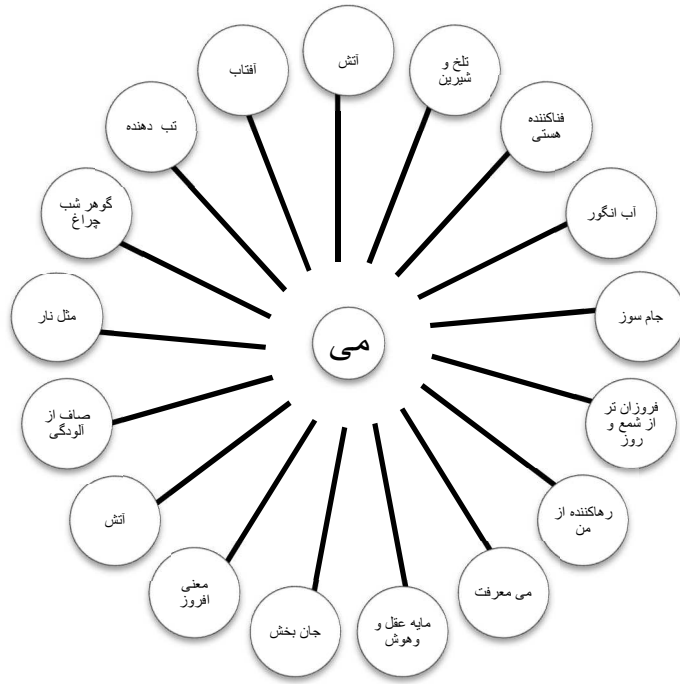 می
آتش
تلخ و
شیرین
فناکننده
هستی
آب انگور
جام سوز
فروزان تر
از شمع و
روز
رهاکننده از
من
می معرفت
مایه عقل و
وهوش
جان بخش
معنی
افروز
آتش
صاف از
آلودگی
مثل نار
گوهر شب
چراغ
تب دهنده
آفتاب